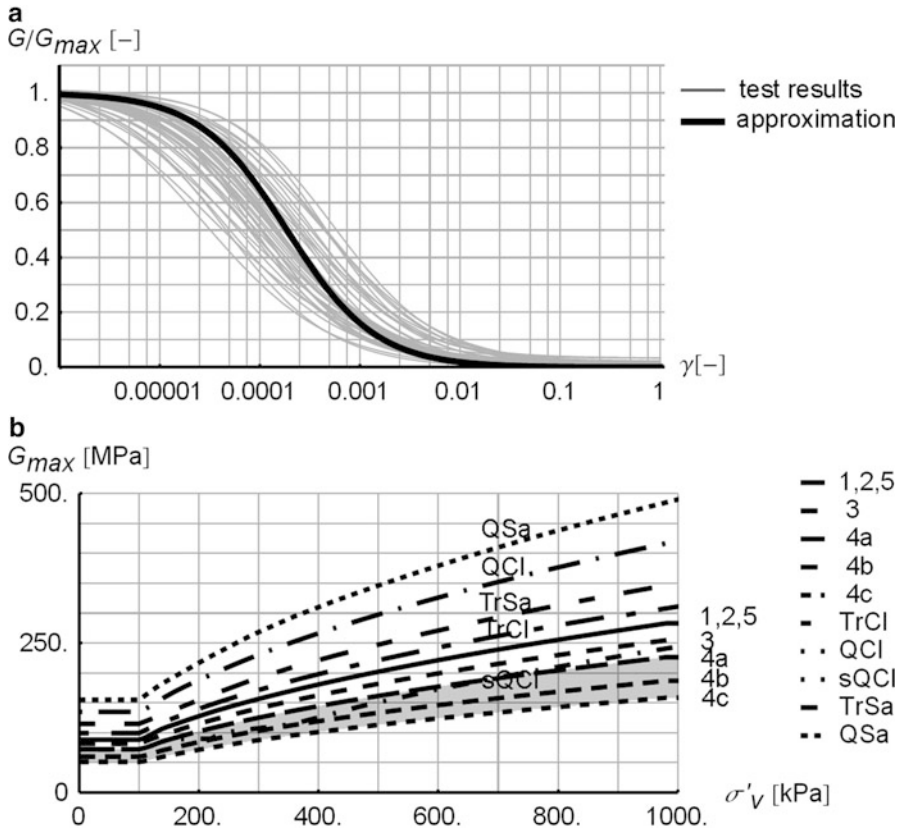 a
G/Gmax [–]
1.
0.8
0.6
0.4
0.2
0.
0.00001 0.0001 0.001 0.01 0.1 1
γ[–]
test results
approximation
b
Gmax [MPa]
500.
250.
0
0 200. 400. 600. 800. 1000.
σ'V [kPa]
QSa
QCl
TrSa
TrCl
sQCl
1,2,5
3
4a
4b
4c
1,2,5
3
4a
4b
4c
TrCl
QCl
sQCl
TrSa
QSa